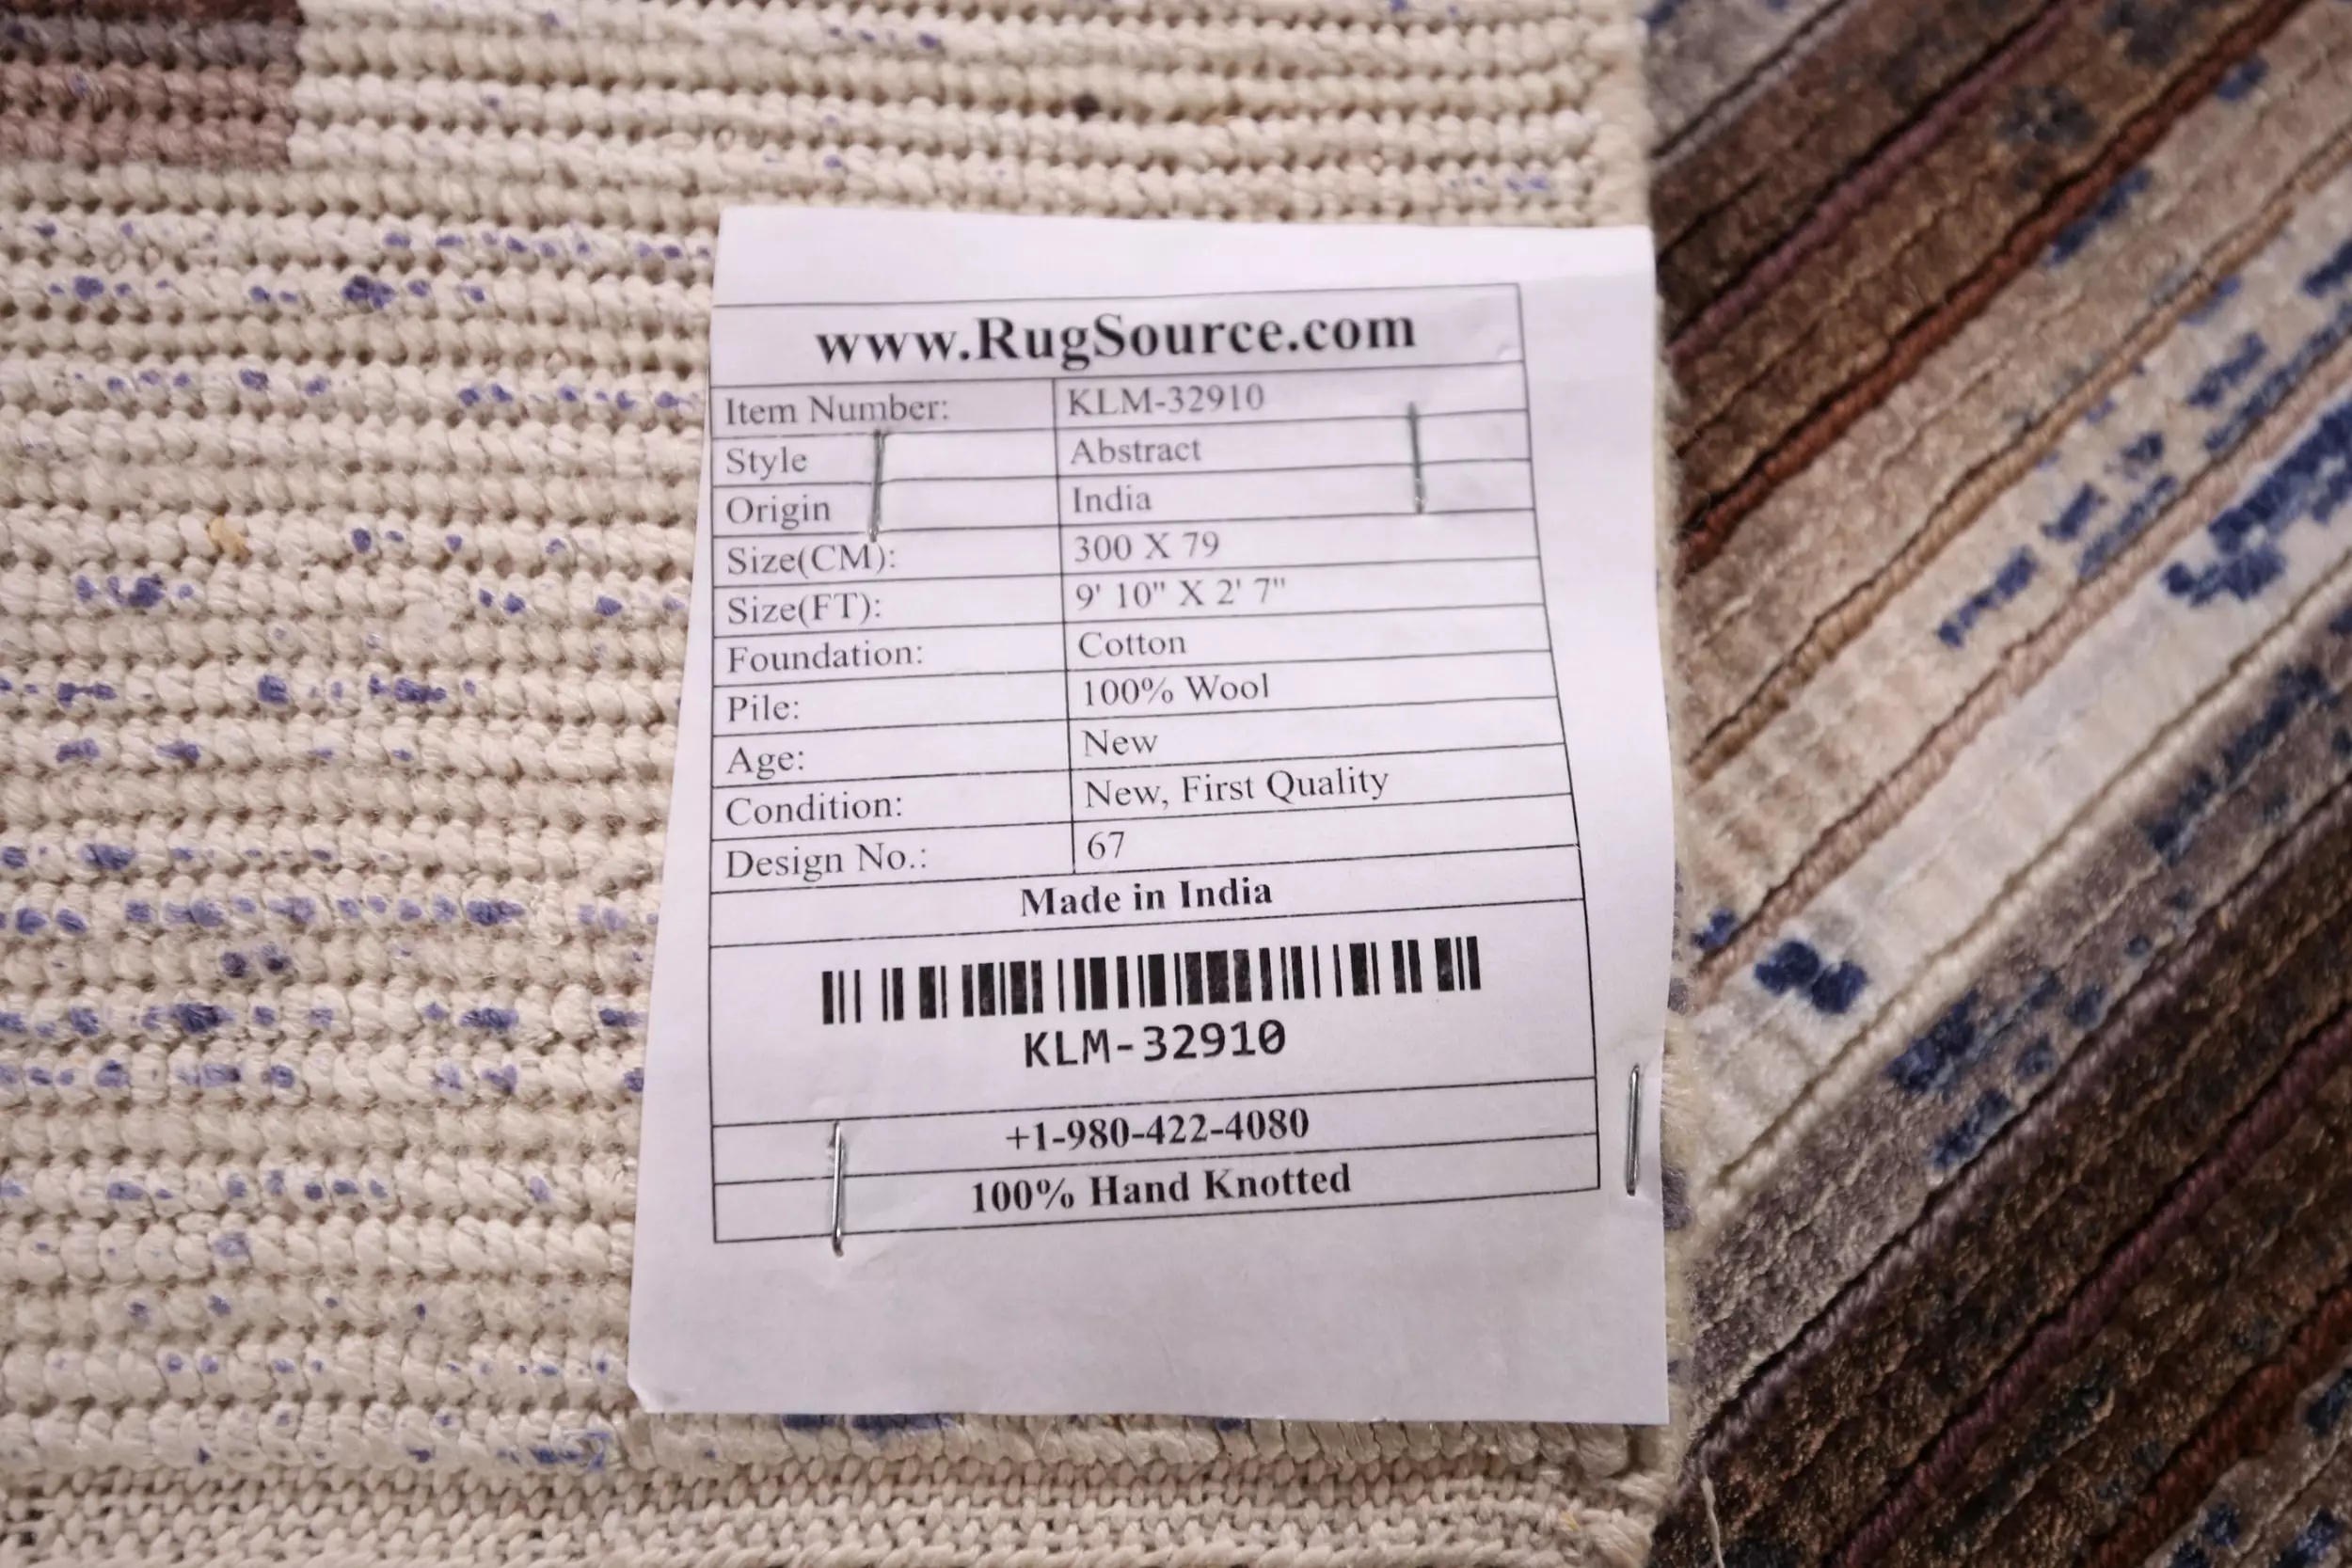 www.RugSource.com
Item Number: KLM-32910
Style Abstract
Origin India
Size(CM): 300 X 79
Size(FT): 9' 10" X 2' 7"
Foundation: Cotton
Pile: 100% Wool
Age: New
Condition: New, First Quality
Design No.: 67
Made in India
KLM-32910
+1-980-422-4080
100% Hand Knotted